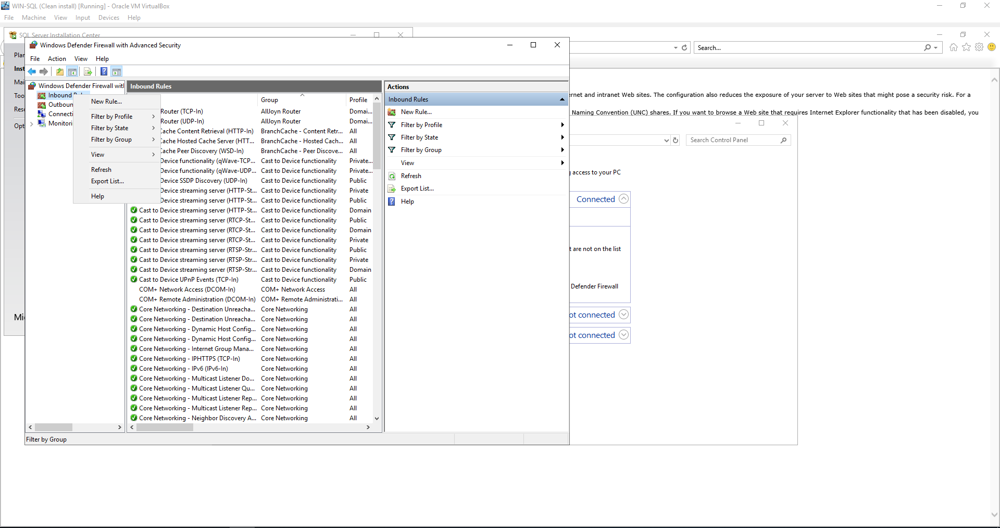 WIN-SQL (Clean install) [Running] - Oracle VM VirtualBox
File Machine View Input Devices Help
SQL Server Installation Center
Windows Defender Firewall with Advanced Security
File Action View Help
Search...
Windows Defender Firewall wit
Inbound
Outboun
Connecti
Monitori
New Rule...
Filter by Profile
Filter by State
Filter by Group
View
Refresh
Export List...
Help
Inbound Rules
Group Profile
Router (TCP-In) AllJoyn Router Domai...
Router (UDP-In) AllJoyn Router Domai...
Cache Content Retrieval (HTTP-In) BranchCache - Content Retr... All
Cache Hosted Cache Server (HTT... BranchCache - Hosted Cach... All
Cache Peer Discovery (WSD-In) BranchCache - Peer Discove... All
Device functionality (qWave-TCP... Cast to Device functionality Private...
Device functionality (qWave-UDP... Cast to Device functionality Private...
Device SSDP Discovery (UDP-In) Cast to Device functionality Public
Device streaming server (HTTP-St... Cast to Device functionality Private
Device streaming server (HTTP-St... Cast to Device functionality Public
Cast to Device streaming server (HTTP-St... Cast to Device functionality Domain
Cast to Device streaming server (RTCP-St... Cast to Device functionality Public
Cast to Device streaming server (RTCP-St... Cast to Device functionality Domain
Cast to Device streaming server (RTCP-St... Cast to Device functionality Private
Cast to Device streaming server (RTSP-Str... Cast to Device functionality Public
Cast to Device streaming server (RTSP-Str... Cast to Device functionality Private
Cast to Device streaming server (RTSP-Str... Cast to Device functionality Domain
Cast to Device UPnP Events (TCP-In) Cast to Device functionality Public
COM+ Network Access (DCOM-In) COM+ Network Access All
COM+ Remote Administration (DCOM-In) COM+ Remote Administrati... All
Core Networking - Destination Unreacha... Core Networking All
Core Networking - Destination Unreacha... Core Networking All
Core Networking - Dynamic Host Config... Core Networking All
Core Networking - Dynamic Host Config... Core Networking All
Core Networking - Internet Group Mana... Core Networking All
Core Networking - IPHTTPS (TCP-In) Core Networking All
Core Networking - IPv6 (IPv6-In) Core Networking All
Core Networking - Multicast Listener Do... Core Networking All
Core Networking - Multicast Listener Qu... Core Networking All
Core Networking - Multicast Listener Rep... Core Networking All
Core Networking - Multicast Listener Rep... Core Networking All
Core Networking - Neighbor Discovery A... Core Networking All
Actions
Inbound Rules
New Rule...
Filter by Profile
Filter by State
Filter by Group
View
Refresh
Export List...
Help
Filter by Group
Plar
Inst
Mai
Too
Res
Opt
Mi
rnet and intranet Web sites. The configuration also reduces the exposure of your server to Web sites that might pose a security risk. For a
Naming Convention (UNC) shares. If you want to browse a Web site that requires Internet Explorer functionality that has been disabled, you
Search Control Panel
access to your PC
Connected
t are not on the list
Defender Firewall
ot connected
ot connected